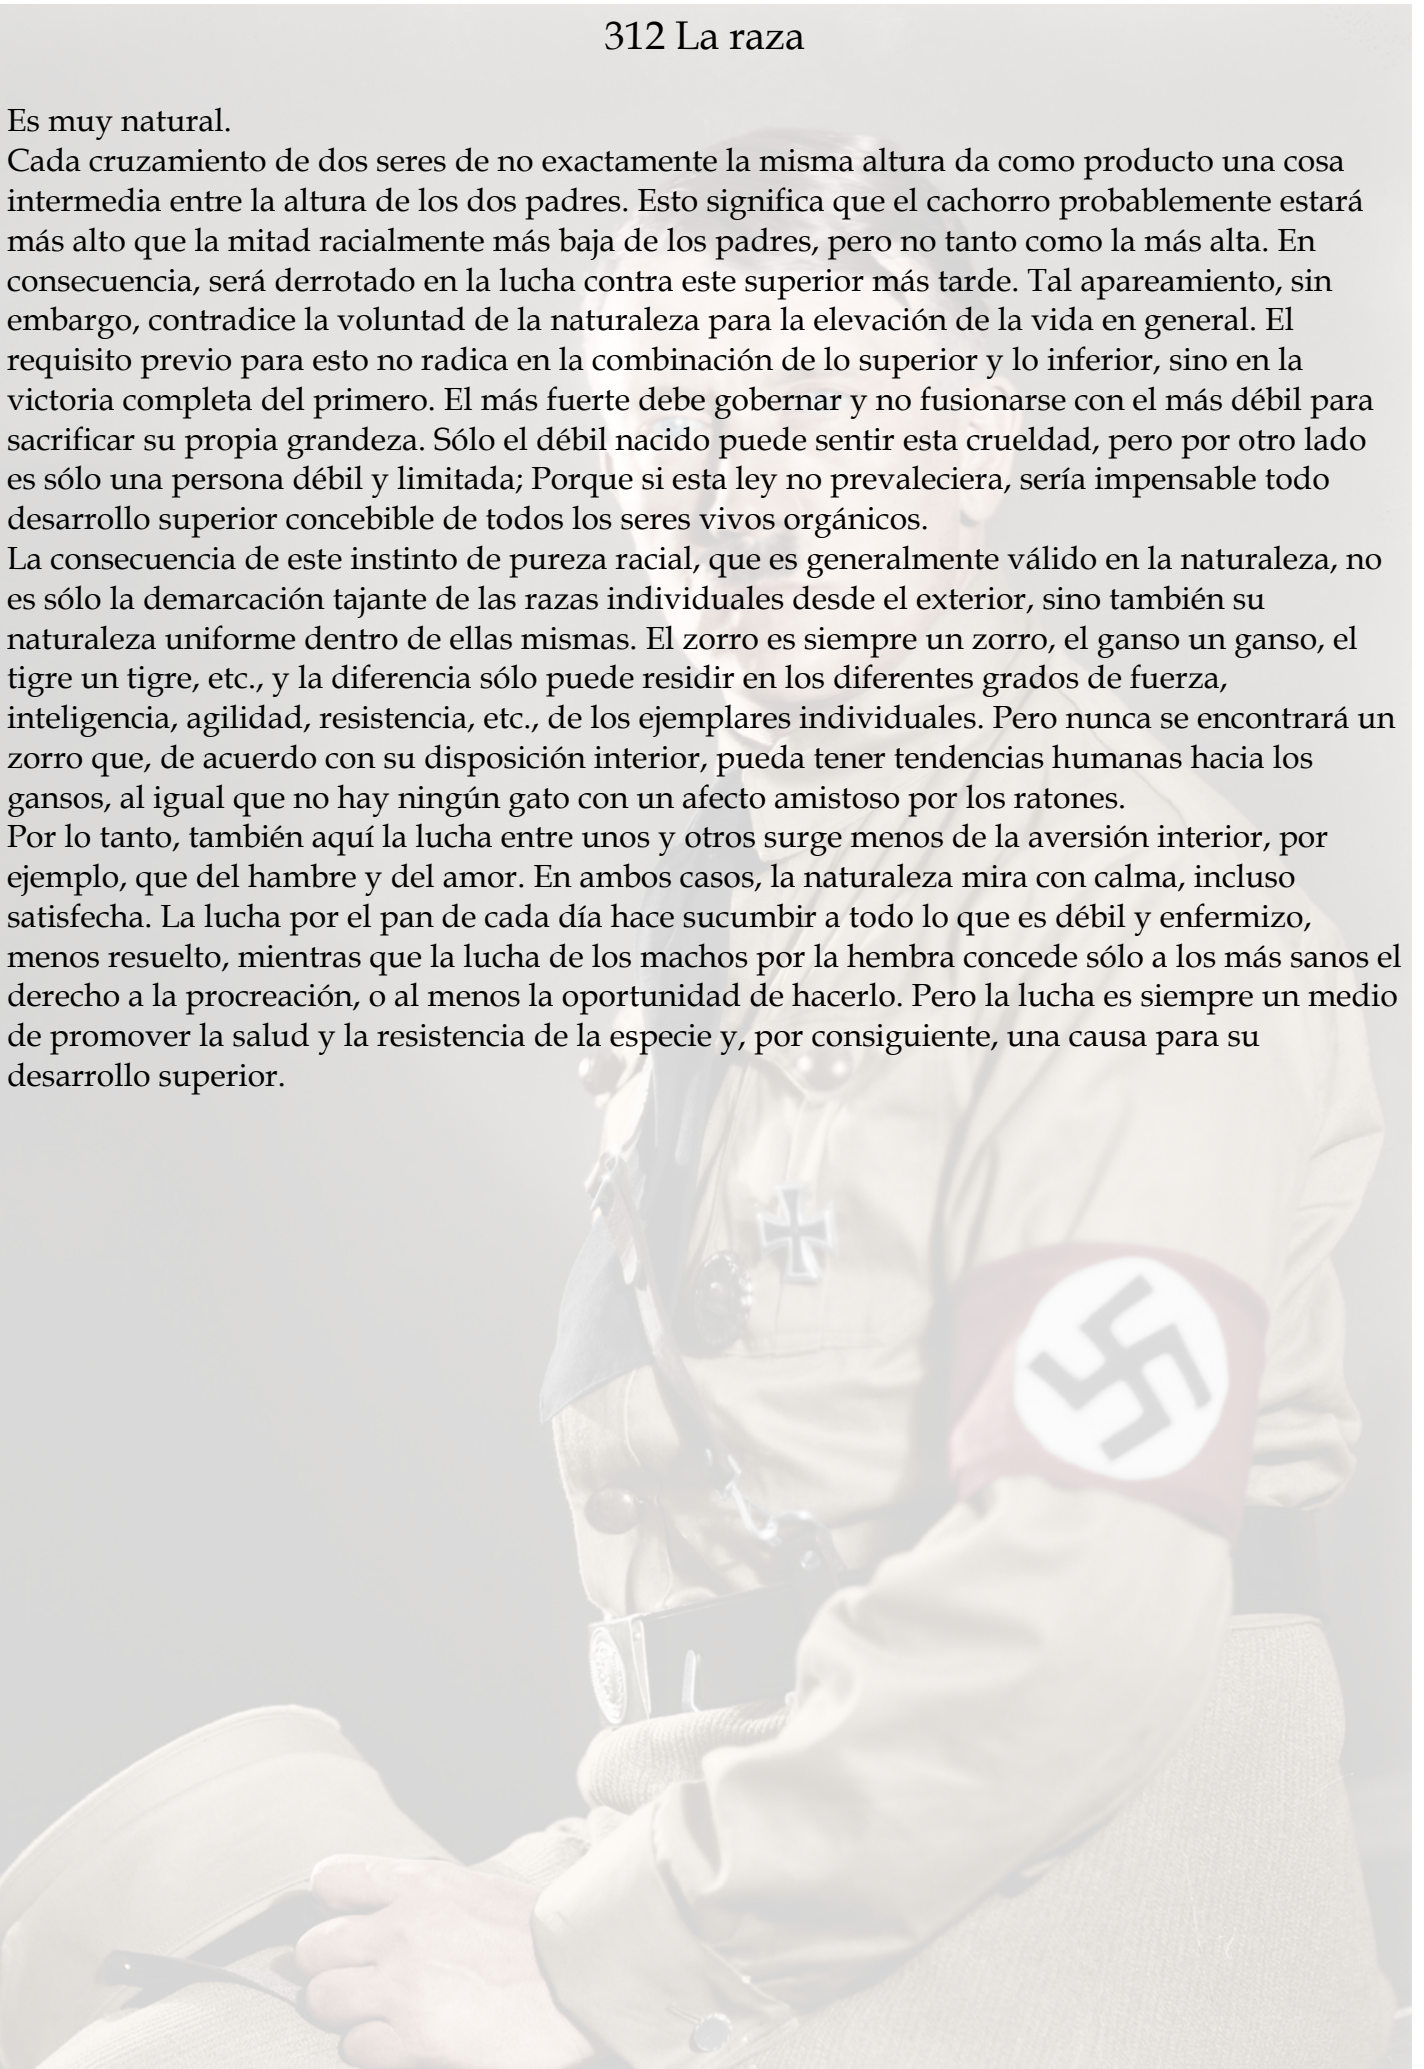 312 La raza
Es muy natural.
Cada cruzamiento de dos seres de no exactamente la misma altura da como producto una cosa
intermedia entre la altura de los dos padres. Esto significa que el cachorro probablemente estará
más alto que la mitad racialmente más baja de los padres, pero no tanto como la más alta. En
consecuencia, será derrotado en la lucha contra este superior más tarde. Tal apareamiento, sin
embargo, contradice la voluntad de la naturaleza para la elevación de la vida en general. El
requisito previo para esto no radica en la combinación de lo superior y lo inferior, sino en la
victoria completa del primero. El más fuerte debe gobernar y no fusionarse con el más débil para
sacrificar su propia grandeza. Sólo el débil nacido puede sentir esta crueldad, pero por otro lado
es sólo una persona débil y limitada; Porque si esta ley no prevaleciera, sería impensable todo
desarrollo superior concebible de todos los seres vivos orgánicos.
La consecuencia de este instinto de pureza racial, que es generalmente válido en la naturaleza, no
es sólo la demarcación tajante de las razas individuales desde el exterior, sino también su
naturaleza uniforme dentro de ellas mismas. El zorro es siempre un zorro, el ganso un ganso, el
tigre un tigre, etc., y la diferencia sólo puede residir en los diferentes grados de fuerza,
inteligencia, agilidad, resistencia, etc., de los ejemplares individuales. Pero nunca se encontrará un
zorro que, de acuerdo con su disposición interior, pueda tener tendencias humanas hacia los
gansos, al igual que no hay ningún gato con un afecto amistoso por los ratones.
Por lo tanto, también aquí la lucha entre unos y otros surge menos de la aversión interior, por
ejemplo, que del hambre y del amor. En ambos casos, la naturaleza mira con calma, incluso
satisfecha. La lucha por el pan de cada día hace sucumbir a todo lo que es débil y enfermizo,
menos resuelto, mientras que la lucha de los machos por la hembra concede sólo a los más sanos el
derecho a la procreación, o al menos la oportunidad de hacerlo. Pero la lucha es siempre un medio
de promover la salud y la resistencia de la especie y, por consiguiente, una causa para su
desarrollo superior.